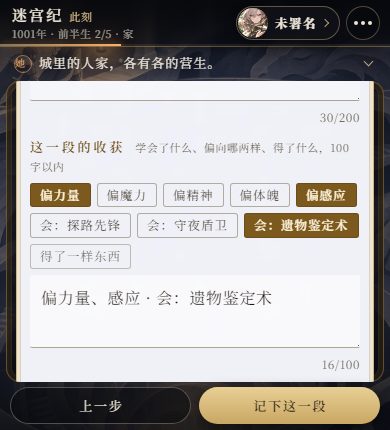 迷宫纪 此刻
1001年 · 前半生 2/5 · 家
未署名
城里的人家，各有各的营生。
30/200
这一段的收获 学会了什么、偏向哪两样、得了什么，100
字以内
偏力量 偏魔力 偏精神 偏体魄 偏感应
会：探路先锋 会：守夜盾卫 会：遗物鉴定术
得了一样东西
偏力量、感应 · 会：遗物鉴定术
16/100
上一步 记下这一段